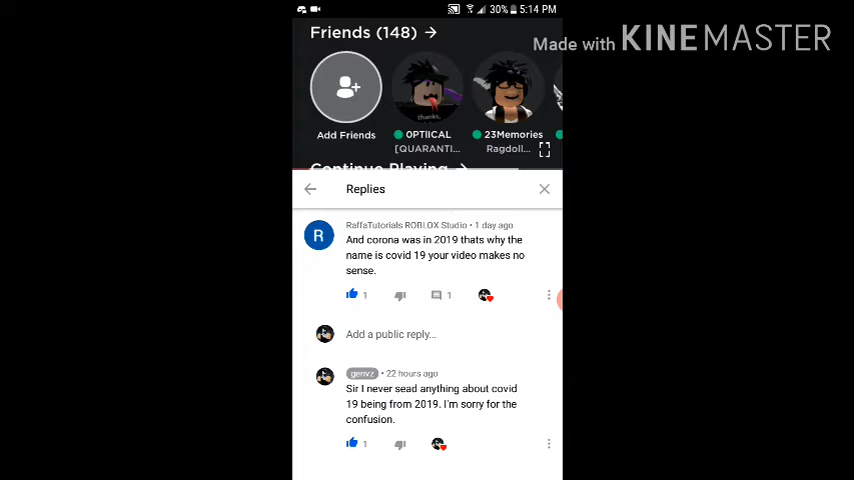 30% 5:14 PM
Friends (148) →
Made with KINEMASTER
thanks,
Add Friends
0PTIICAL
23Memories
[QUARANTI...
Ragdoll...
Continue Playing →
Replies
RaffaTutorials ROBLOX Studio • 1 day ago
And corona was in 2019 thats why the
name is covid 19 your video makes no
sense.
1
1
Add a public reply...
genvz • 22 hours ago
Sir I never sead anything about covid
19 being from 2019. I'm sorry for the
confusion.
1